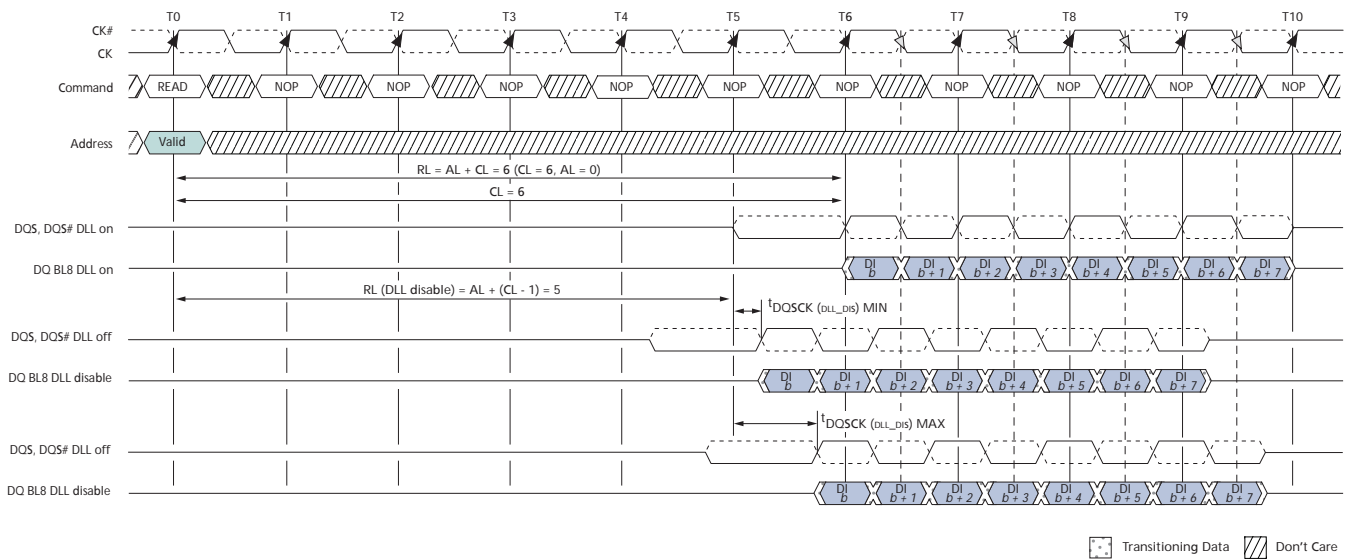 T0 T1 T2 T3 T4 T5 T6 T7 T8 T9 T10
CK#
CK
Command READ NOP NOP NOP NOP NOP NOP NOP NOP NOP NOP
Address Valid
RL = AL + CL = 6 (CL = 6, AL = 0)
CL = 6
DQS, DQS# DLL on
DQ BL8 DLL on DI b DI b + 1 DI b + 2 DI b + 3 DI b + 4 DI b + 5 DI b + 6 DI b + 7
RL (DLL disable) = AL + (CL - 1) = 5
tDQSCK (DLL_DIS) MIN
DQS, DQS# DLL off
DQ BL8 DLL disable DI b DI b + 1 DI b + 2 DI b + 3 DI b + 4 DI b + 5 DI b + 6 DI b + 7
tDQSCK (DLL_DIS) MAX
DQS, DQS# DLL off
DQ BL8 DLL disable DI b DI b + 1 DI b + 2 DI b + 3 DI b + 4 DI b + 5 DI b + 6 DI b + 7
Transitioning Data Don't Care